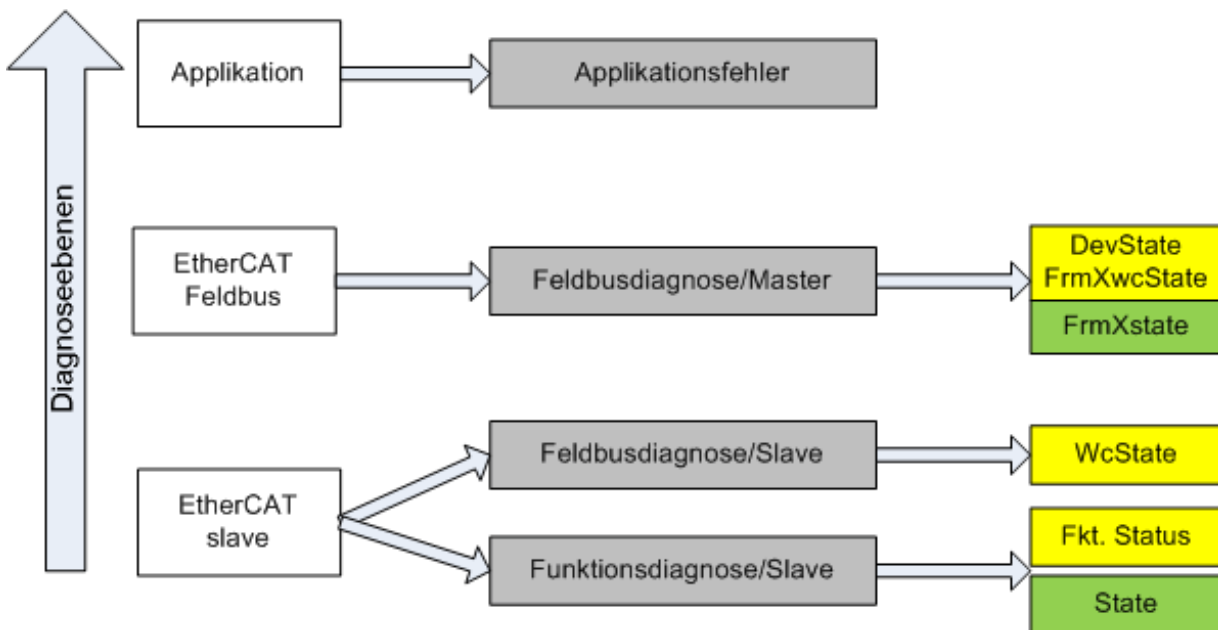 Diagnoseebenen
Applikation
Applikationsfehler
EtherCAT
Feldbus
Feldbusdiagnose/Master
DevState
FrmXwcState
FrmXstate
EtherCAT
slave
Feldbusdiagnose/Slave
WcState
Funktionsdiagnose/Slave
Fkt. Status
State